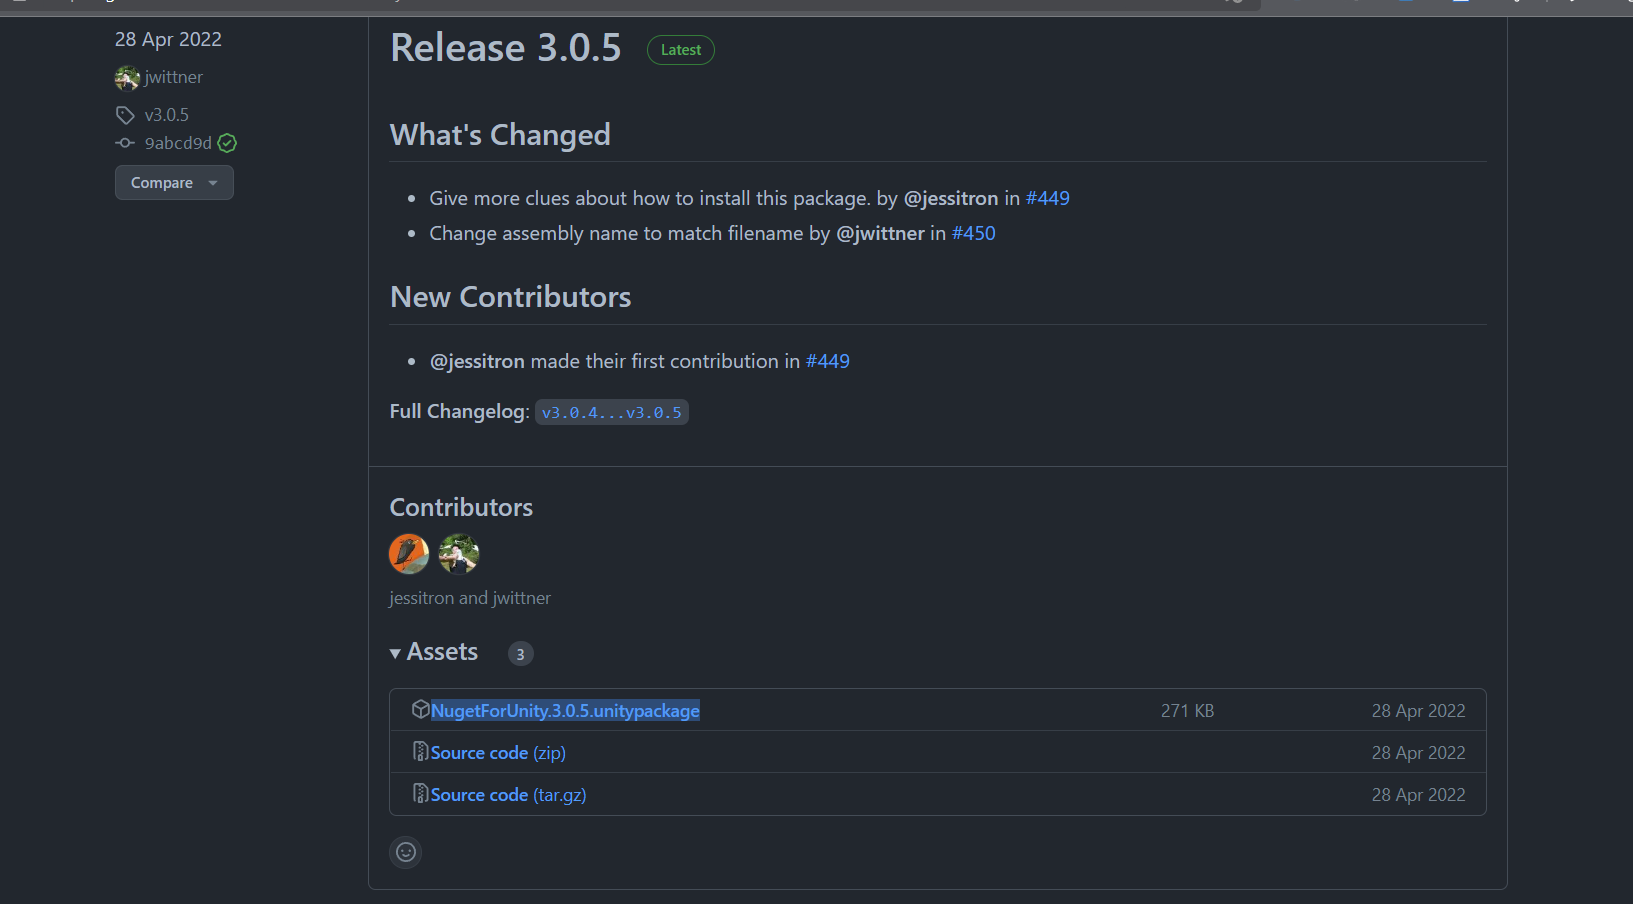 28 Apr 2022
jwittner
v3.0.5
9abcd9d
Compare
Release 3.0.5 Latest
What's Changed
Give more clues about how to install this package. by @jessitron in #449
Change assembly name to match filename by @jwittner in #450
New Contributors
@jessitron made their first contribution in #449
Full Changelog: v3.0.4...v3.0.5
Contributors
jessitron and jwittner
Assets 3
NugetForUnity.3.0.5.unitypackage 271 KB 28 Apr 2022
Source code (zip) 28 Apr 2022
Source code (tar.gz) 28 Apr 2022